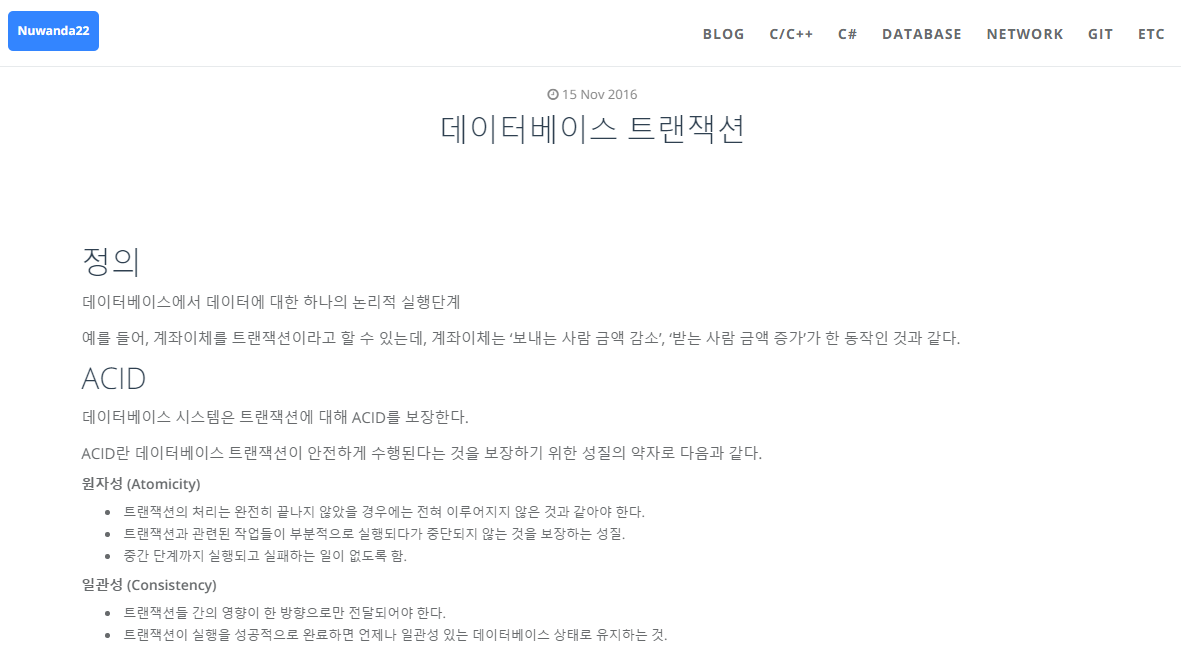 Nuwanda22
BLOG C/C++ C# DATABASE NETWORK GIT ETC
15 Nov 2016
데이터베이스 트랜잭션
정의
데이터베이스에서 데이터에 대한 하나의 논리적 실행단계
예를 들어, 계좌이체를 트랜잭션이라고 할 수 있는데, 계좌이체는 ‘보내는 사람 금액 감소’, ‘받는 사람 금액 증가’가 한 동작인 것과 같다.
ACID
데이터베이스 시스템은 트랜잭션에 대해 ACID를 보장한다.
ACID란 데이터베이스 트랜잭션이 안전하게 수행된다는 것을 보장하기 위한 성질의 약자로 다음과 같다.
원자성 (Atomicity)
• 트랜잭션의 처리는 완전히 끝나지 않았을 경우에는 전혀 이루어지지 않은 것과 같아야 한다.
• 트랜잭션과 관련된 작업들이 부분적으로 실행되다가 중단되지 않는 것을 보장하는 성질.
• 중간 단계까지 실행되고 실패하는 일이 없도록 함.
일관성 (Consistency)
• 트랜잭션들 간의 영향이 한 방향으로만 전달되어야 한다.
• 트랜잭션이 실행을 성공적으로 완료하면 언제나 일관성 있는 데이터베이스 상태로 유지하는 것.